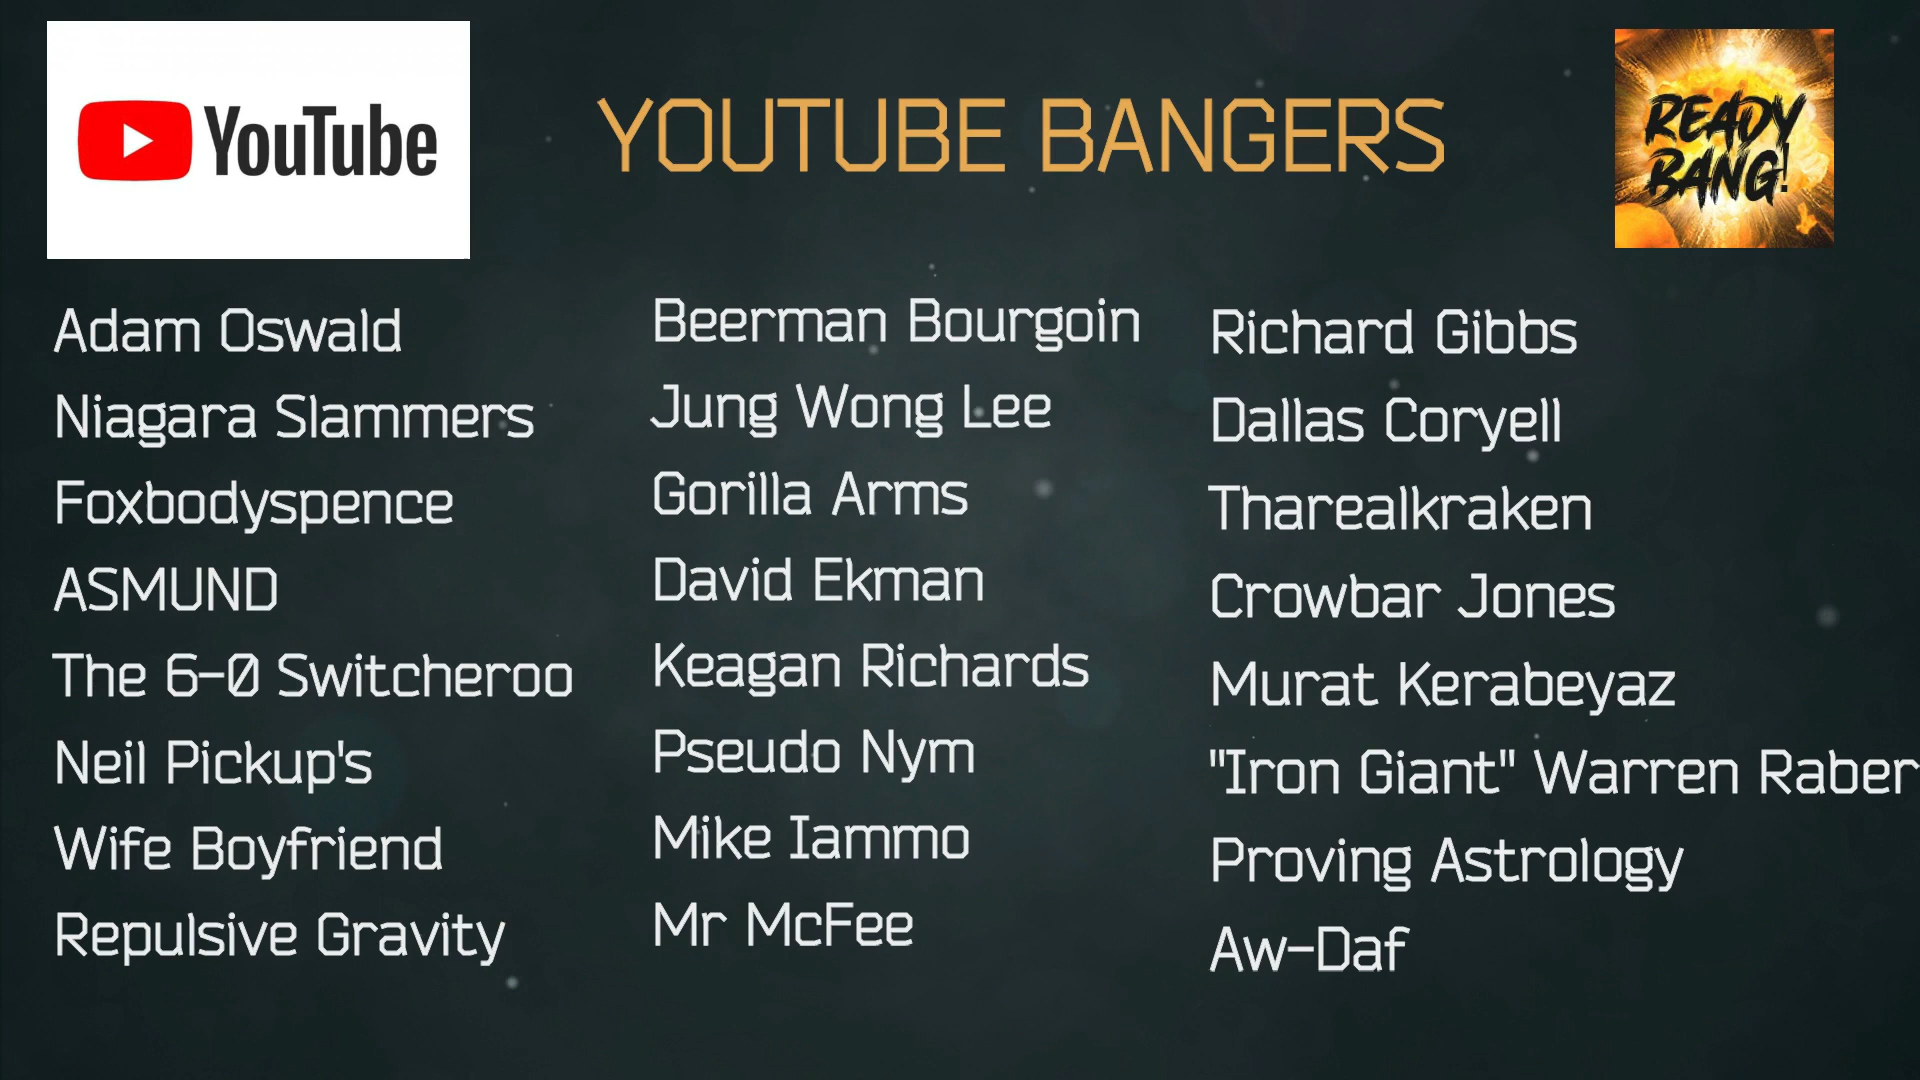 YouTube
YOUTUBE BANGERS
READY
BANG!
Adam Oswald
Niagara Slammers
Foxbodyspence
ASMUND
The 6-0 Switcheroo
Neil Pickup's
Wife Boyfriend
Repulsive Gravity
Beerman Bourgoin
Jung Wong Lee
Gorilla Arms
David Ekman
Keagan Richards
Pseudo Nym
Mike Iammo
Mr McFee
Richard Gibbs
Dallas Coryell
Tharealkraken
Crowbar Jones
Murat Kerabeyaz
"Iron Giant" Warren Raber
Proving Astrology
Aw-Daf